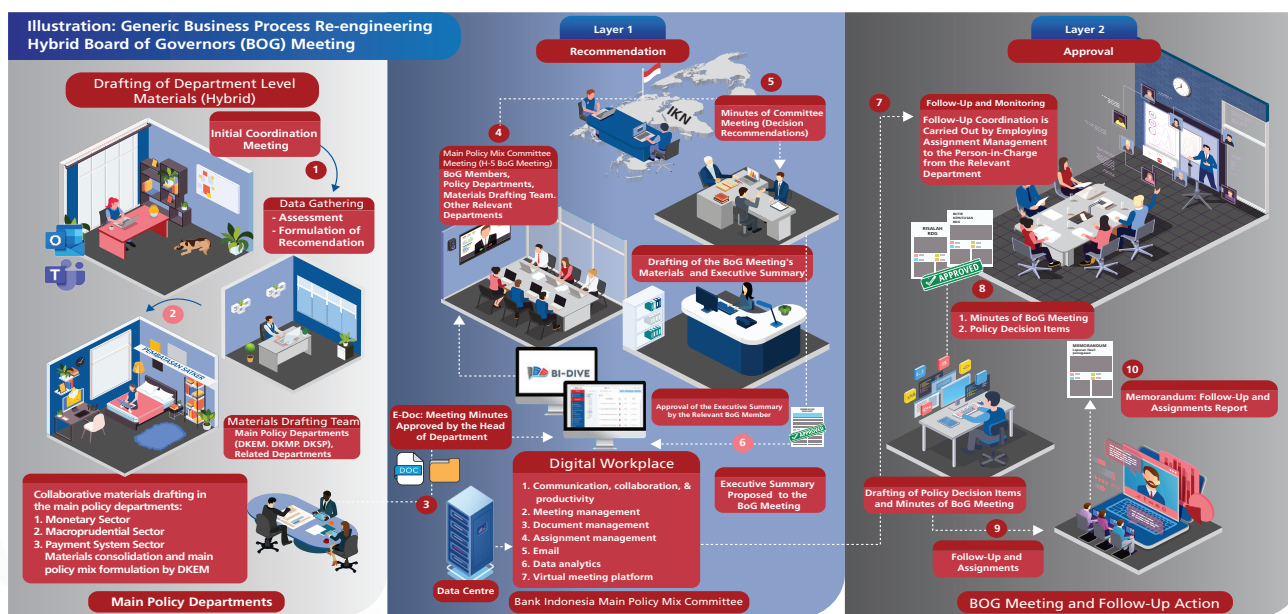 Illustration: Generic Business Process Re-engineering
Hybrid Board of Governors (BOG) Meeting
Drafting of Department Level
Materials (Hybrid)
Initial Coordination
Meeting
1
Data Gathering
- Assessment
- Formulation of
Recomendation
2
PEMBATASAN SATKER
Materials Drafting Team
Main Policy Departments
(DKEM. DKMP. DKSP),
Related Departments
Collaborative materials drafting in
the main policy departments:
1. Monetary Sector
2. Macroprudential Sector
3. Payment System Sector
Materials consolidation and main
policy mix formulation by DKEM
Main Policy Departments
Layer 1
Recommendation
IKN
4
Main Policy Mix Committee
Meeting (H-5 BoG Meeting)
BoG Members,
Policy Departments,
Materials Drafting Team.
Other Relevant
Departments
5
Minutes of Committee
Meeting (Decision
Recommendations)
Drafting of the BoG Meeting's
Materials and Executive Summary
BI-DIVE
E-Doc: Meeting Minutes
Approved by the Head
of Department
DOC
3
Approval of the Executive Summary
by the Relevant BoG Member
APPROVED
6
Executive Summary
Proposed to the
BoG Meeting
Digital Workplace
1. Communication, collaboration, &
productivity
2. Meeting management
3. Document management
4. Assignment management
5. Email
6. Data analytics
7. Virtual meeting platform
Data Centre
Bank Indonesia Main Policy Mix Committee
Layer 2
Approval
7
Follow-Up and Monitoring
Follow-Up Coordination is
Carried Out by Employing
Assignment Management
to the Person-in-Charge
from the Relevant
Department
RISALAH
RDG
APPROVED
8
1. Minutes of BoG Meeting
2. Policy Decision Items
MEMORANDUM
10
Memorandum: Follow-Up and
Assignments Report
Drafting of Policy Decision Items
and Minutes of BoG Meeting
9
Follow-Up and
Assignments
BOG Meeting and Follow-Up Action